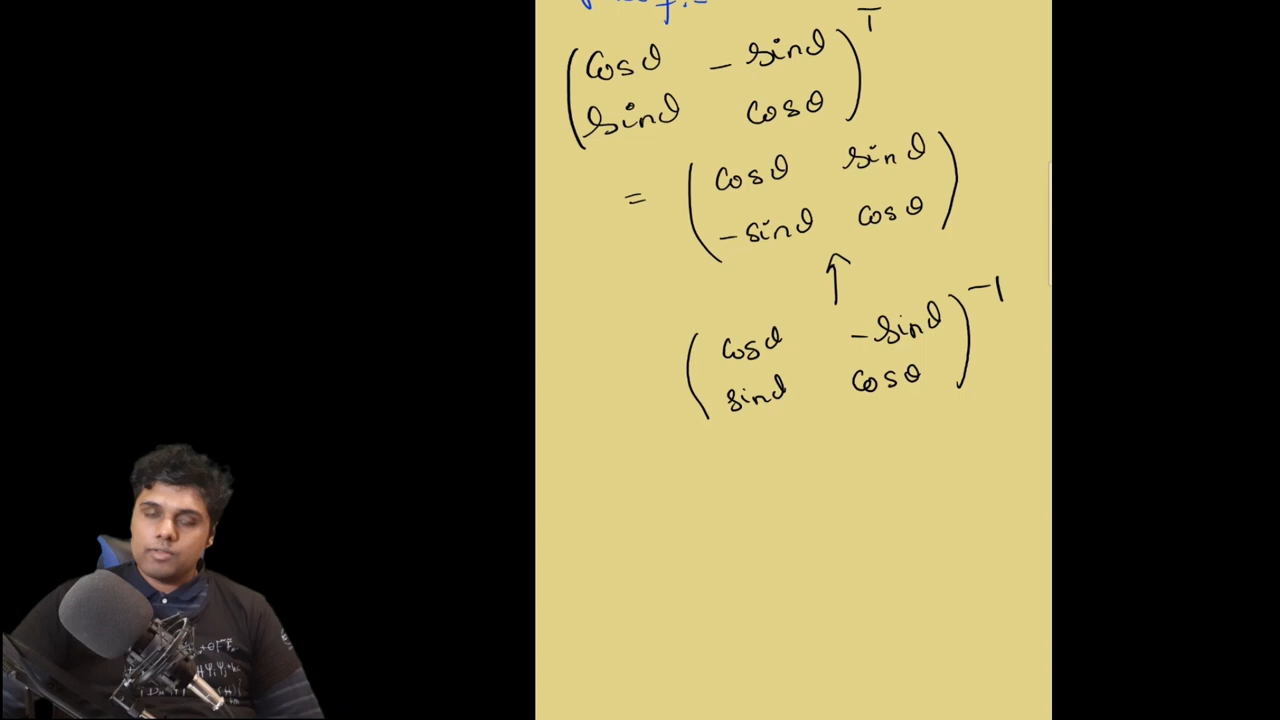 (cosθ -sinθ)ᵀ
(sinθ cosθ)
= (cosθ sinθ)
(-sinθ cosθ)
↑
(cosθ -sinθ)⁻¹
(sinθ cosθ)